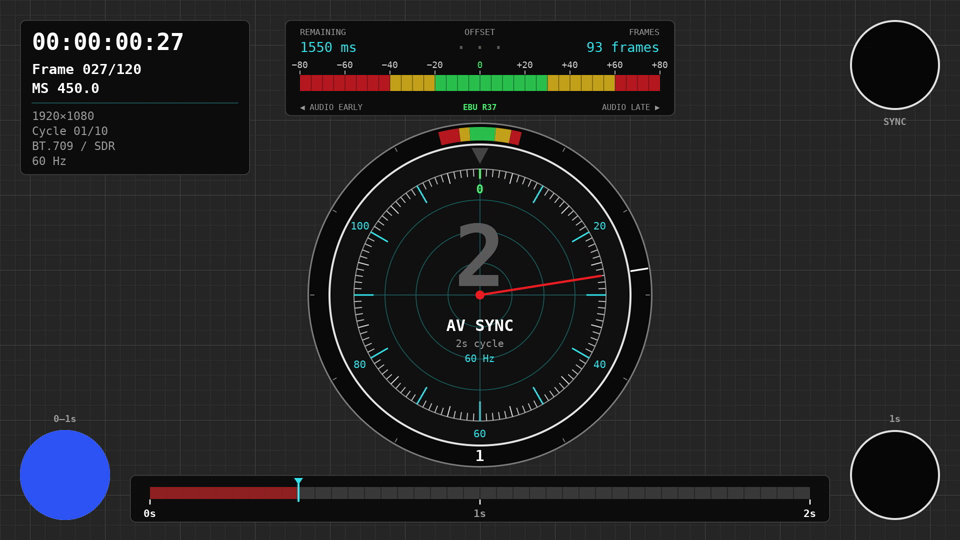 00:00:00:27
Frame 027/120
MS 450.0
1920×1080
Cycle 01/10
BT.709 / SDR
60 Hz
REMAINING OFFSET FRAMES
1550 ms - - - 93 frames
−80 −60 −40 −20 0 +20 +40 +60 +80
◄ AUDIO EARLY EBU R37 AUDIO LATE ►
SYNC
0
100 20
2
AV SYNC
2s cycle
60 Hz
80 40
60
1
0–1s
1s
0s 1s 2s